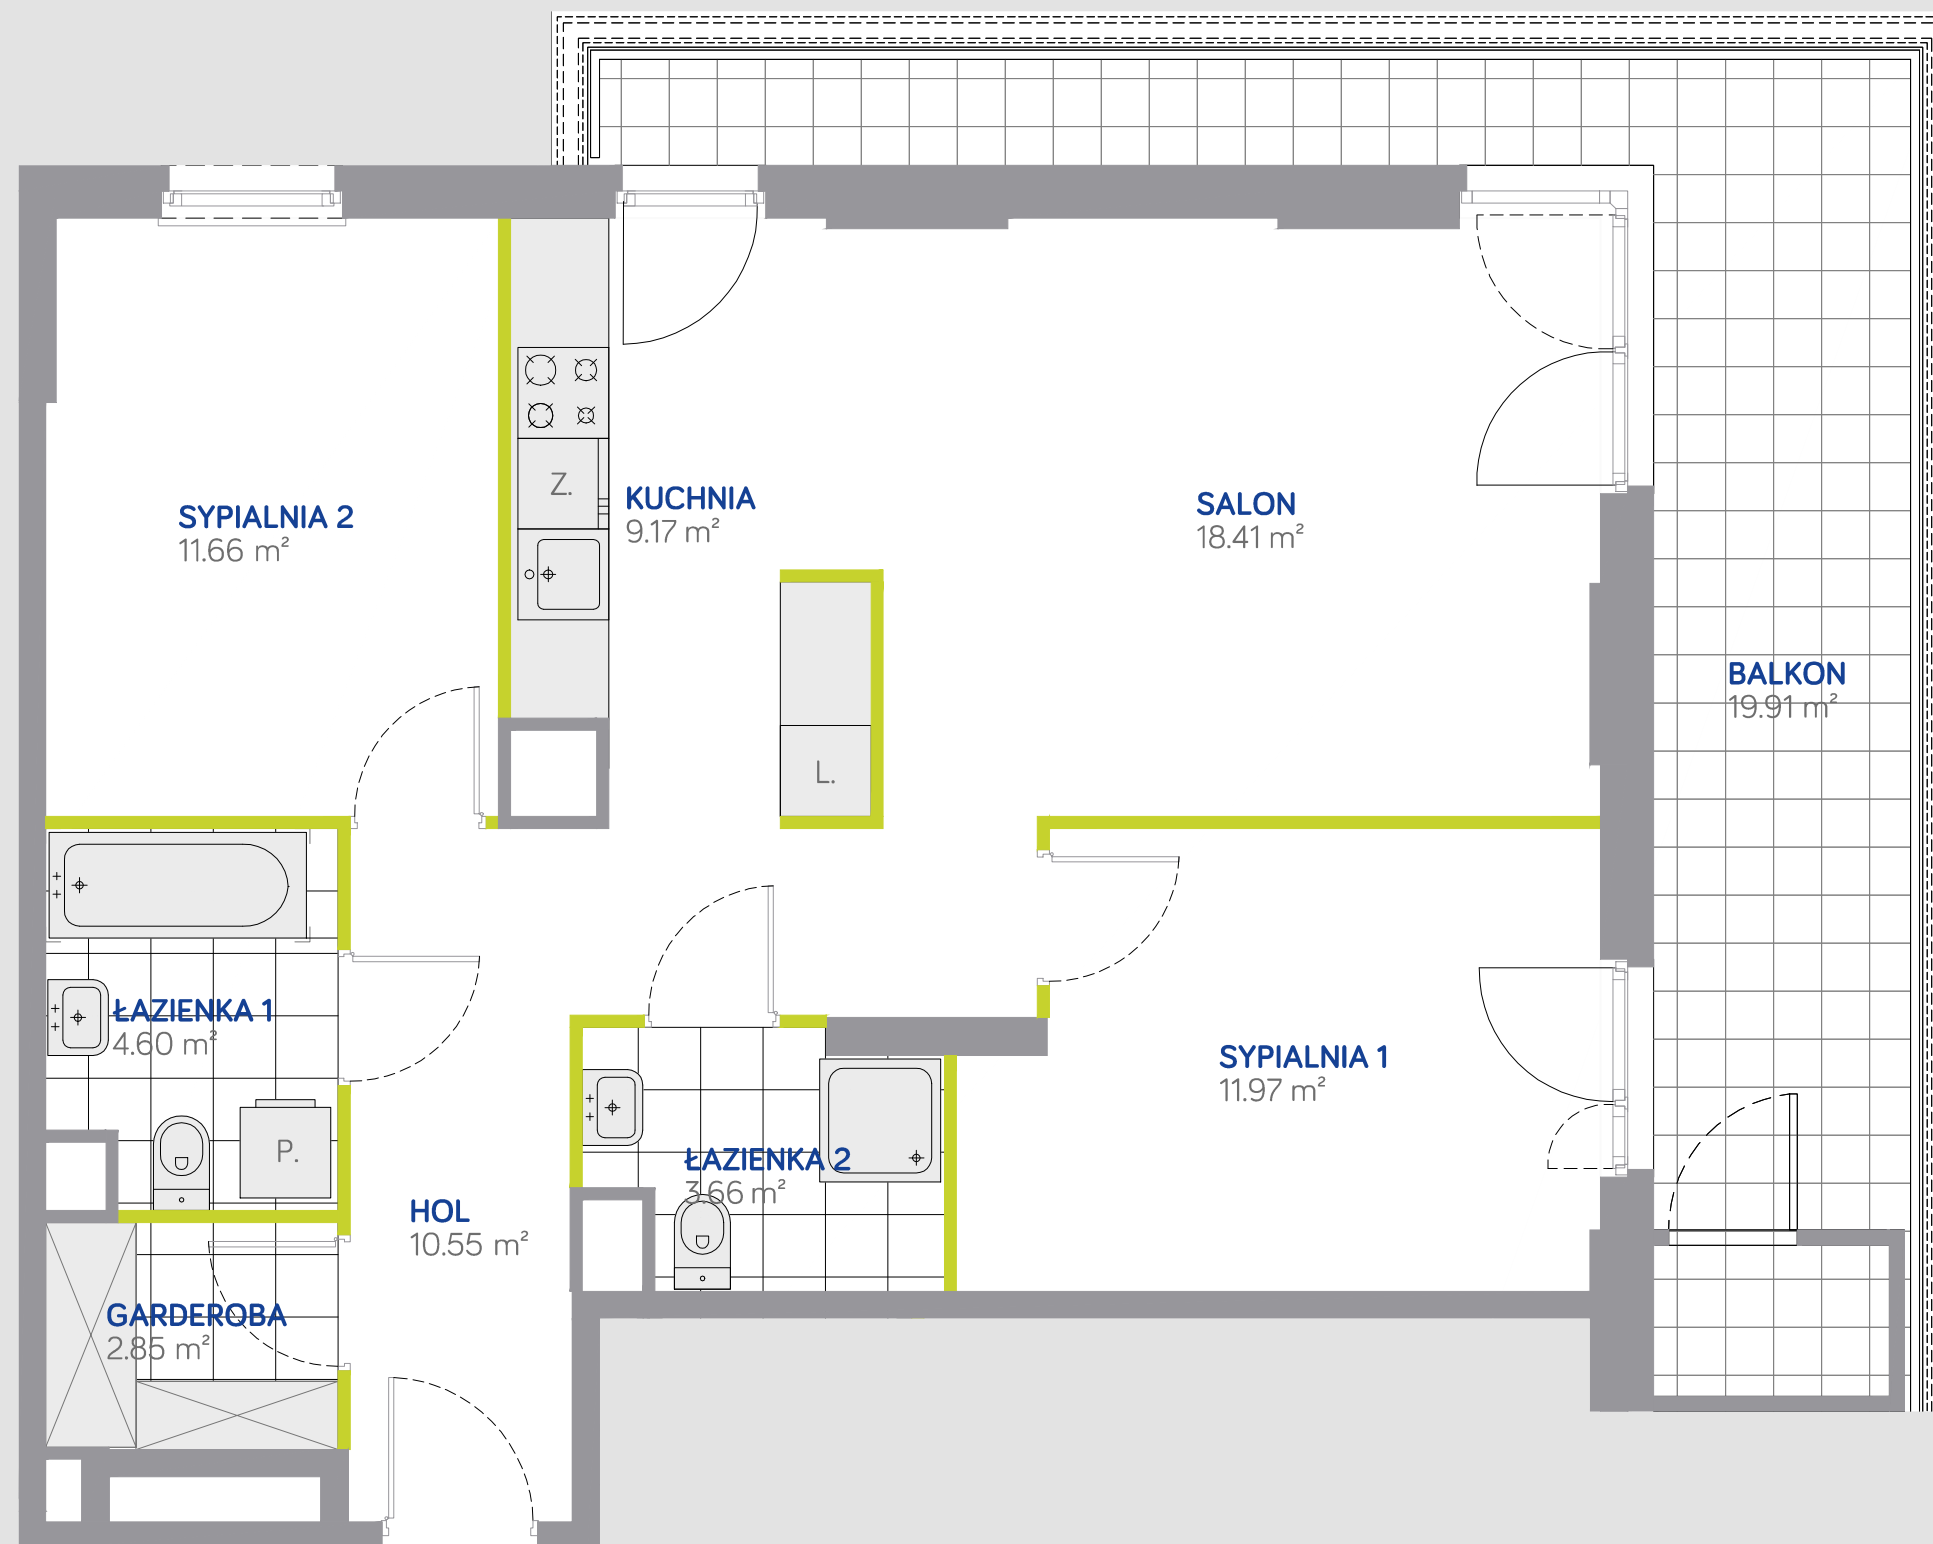 SYPIALNIA 2
11.66 m²
Z.
KUCHNIA
9.17 m²
SALON
18.41 m²
BALKON
19.91 m²
L.
ŁAZIENKA 1
4.60 m²
P.
SYPIALNIA 1
11.97 m²
ŁAZIENKA 2
3.66 m²
HOL
10.55 m²
GARDEROBA
2.85 m²